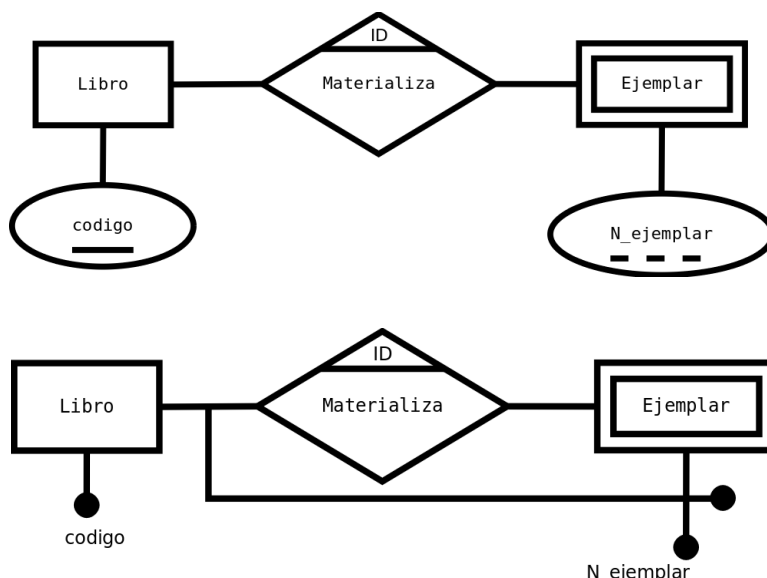 ID
Libro
Materializa
Ejemplar
codigo
N_ejemplar
ID
Libro
Materializa
Ejemplar
codigo
N_ejemplar